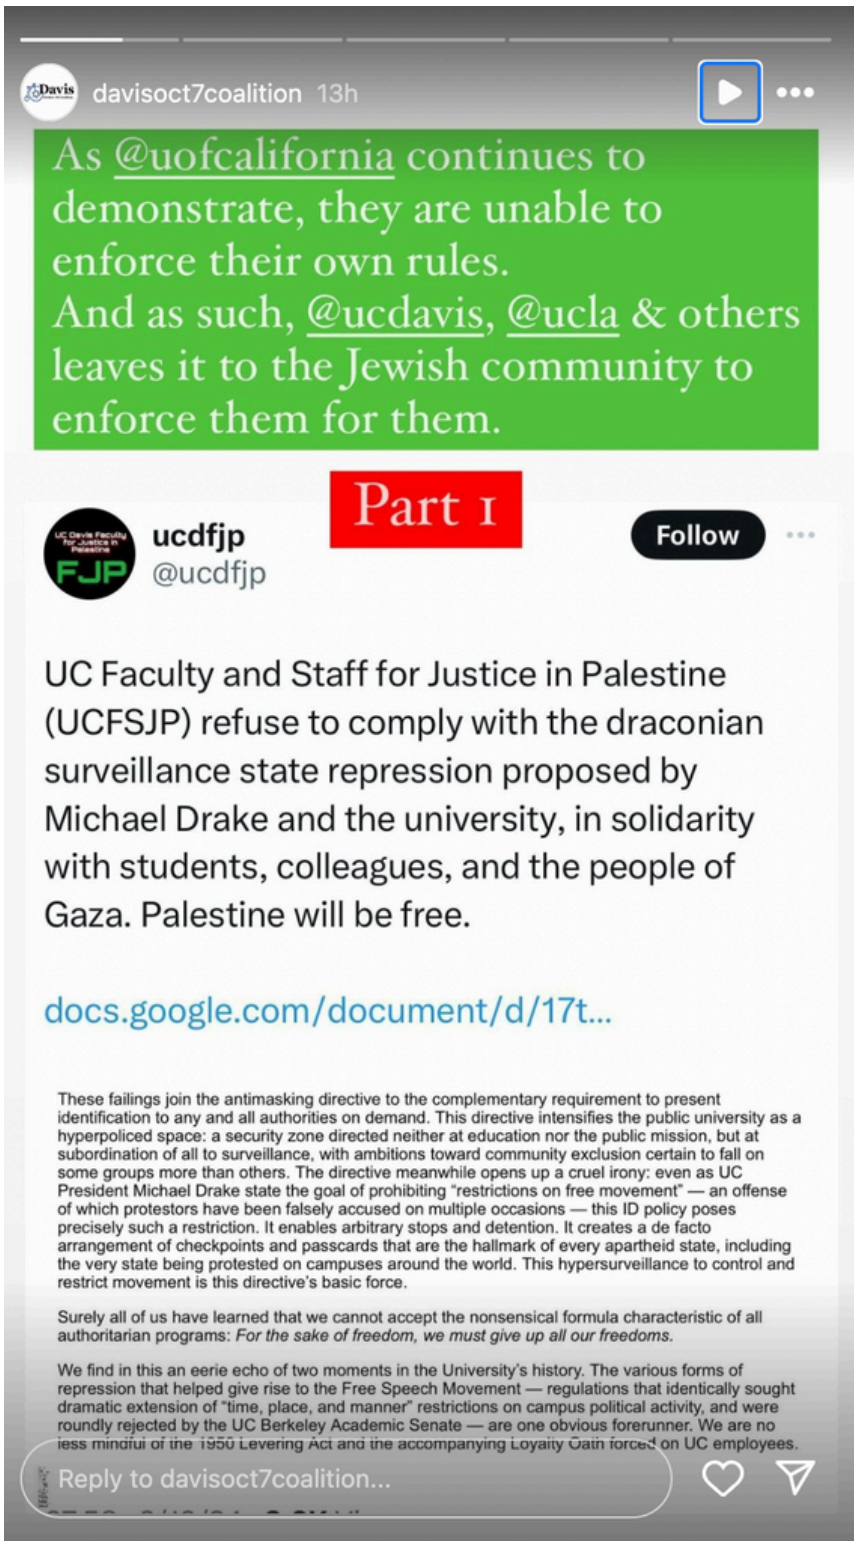 Davis
davisoct7coalition 13h
As @uofcalifornia continues to
demonstrate, they are unable to
enforce their own rules.
And as such, @ucdavis, @ucla & others
leaves it to the Jewish community to
enforce them for them.
Part 1
UC Davis Faculty
for Justice in
Palestine
FJP
ucdfjp
@ucdfjp
Follow
UC Faculty and Staff for Justice in Palestine
(UCFSJP) refuse to comply with the draconian
surveillance state repression proposed by
Michael Drake and the university, in solidarity
with students, colleagues, and the people of
Gaza. Palestine will be free.
docs.google.com/document/d/17t...
These failings join the antimasking directive to the complementary requirement to present
identification to any and all authorities on demand. This directive intensifies the public university as a
hyperpoliced space: a security zone directed neither at education nor the public mission, but at
subordination of all to surveillance, with ambitions toward community exclusion certain to fall on
some groups more than others. The directive meanwhile opens up a cruel irony: even as UC
President Michael Drake state the goal of prohibiting “restrictions on free movement” — an offense
of which protestors have been falsely accused on multiple occasions — this ID policy poses
precisely such a restriction. It enables arbitrary stops and detention. It creates a de facto
arrangement of checkpoints and passcards that are the hallmark of every apartheid state, including
the very state being protested on campuses around the world. This hypersurveillance to control and
restrict movement is this directive’s basic force.
Surely all of us have learned that we cannot accept the nonsensical formula characteristic of all
authoritarian programs: For the sake of freedom, we must give up all our freedoms.
We find in this an eerie echo of two moments in the University’s history. The various forms of
repression that helped give rise to the Free Speech Movement — regulations that identically sought
dramatic extension of “time, place, and manner” restrictions on campus political activity, and were
roundly rejected by the UC Berkeley Academic Senate — are one obvious forerunner. We are no
less mindful of the 1950 Levering Act and the accompanying Loyalty Oath forced on UC employees.
Reply to davisoct7coalition...